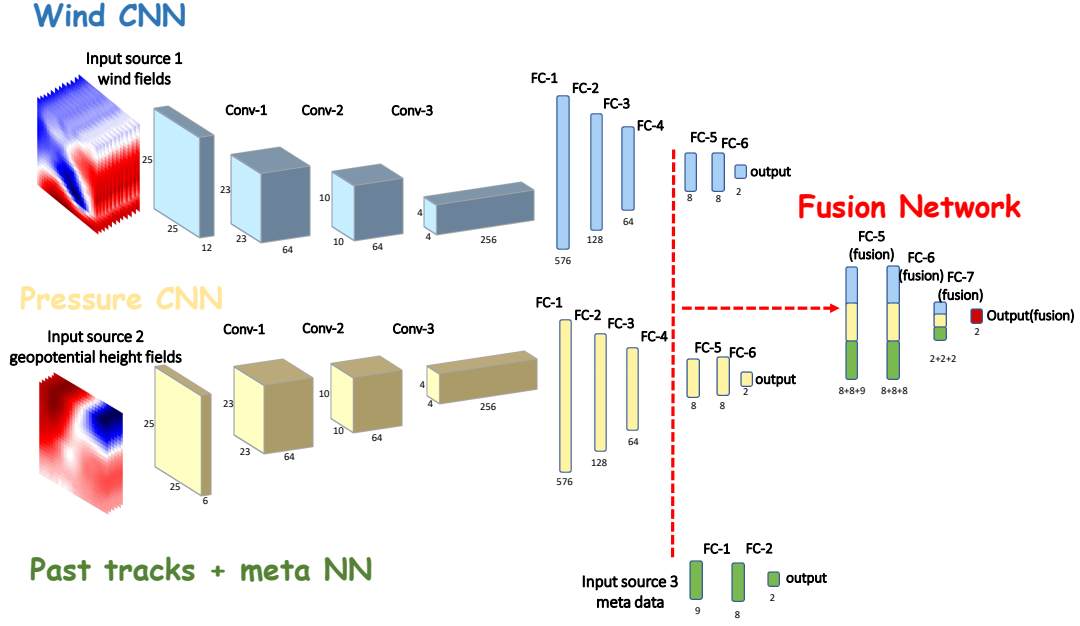 Wind CNN
Input source 1
wind fields
Conv-1
Conv-2
Conv-3
FC-1
FC-2
FC-3
FC-4
FC-5
FC-6
output
25
25
12
23
23
64
10
10
64
4
4
256
576
128
64
8
8
2
Fusion Network
FC-5
(fusion)
FC-6
(fusion)
FC-7
(fusion)
Output(fusion)
2
2+2+2
8+8+9
8+8+8
Pressure CNN
Input source 2
geopotential height fields
Conv-1
Conv-2
Conv-3
FC-1
FC-2
FC-3
FC-4
FC-5
FC-6
output
25
25
6
23
23
64
10
10
64
4
4
256
576
128
64
8
8
2
Past tracks + meta NN
Input source 3
meta data
FC-1
FC-2
output
9
8
2